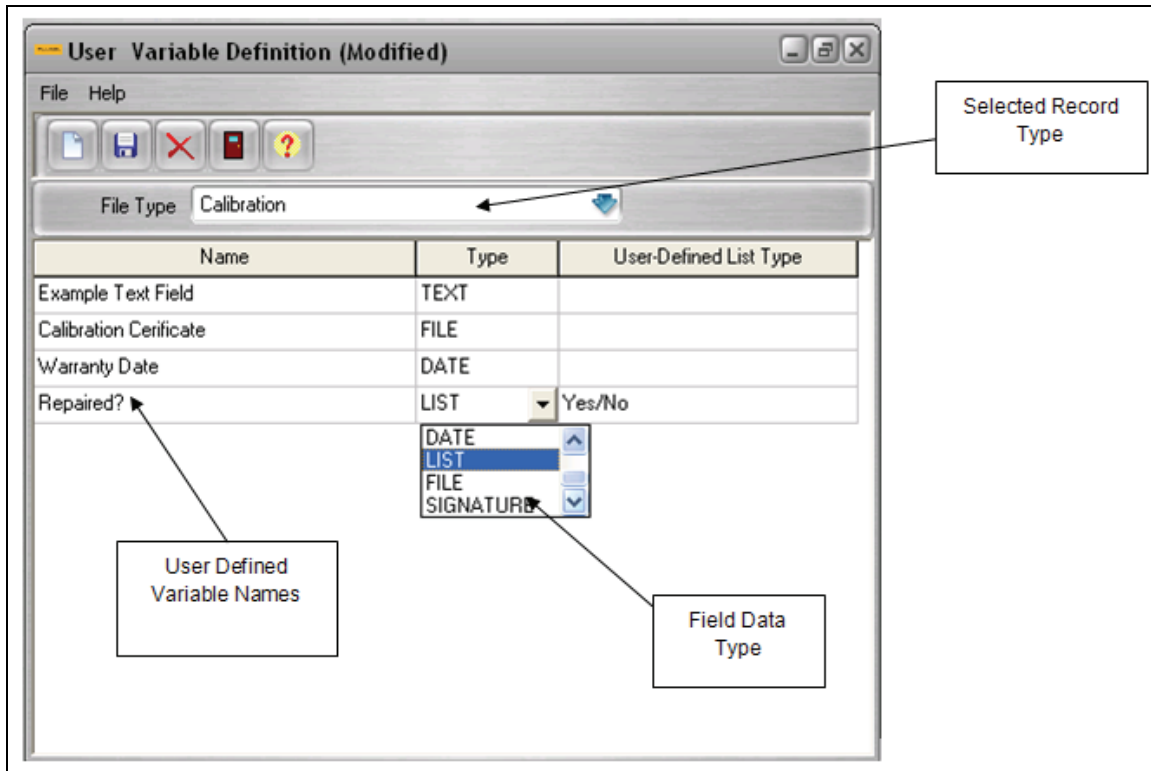 User Variable Definition (Modified)
File Help
File Type Calibration
Name Type User-Defined List Type
Example Text Field TEXT
Calibration Cerificate FILE
Warranty Date DATE
Repaired? LIST Yes/No
DATE
LIST
FILE
SIGNATURE
Selected Record
Type
User Defined
Variable Names
Field Data
Type